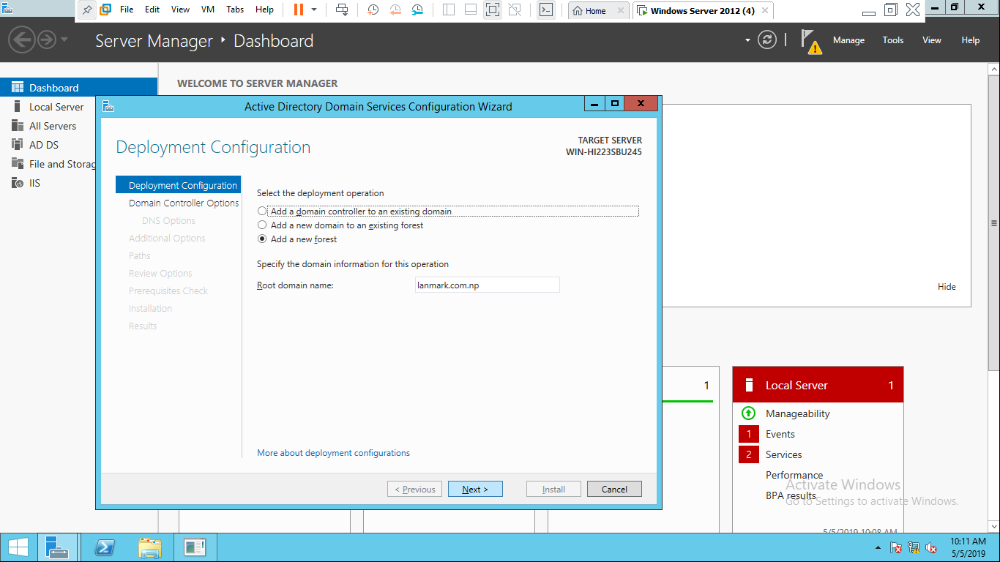 File Edit View VM Tabs Help
Home
Windows Server 2012 (4)
Server Manager Dashboard
Manage Tools View Help
Dashboard
Local Server
All Servers
AD DS
File and Storag
IIS
WELCOME TO SERVER MANAGER
Active Directory Domain Services Configuration Wizard
Deployment Configuration
TARGET SERVER
WIN-HI223SBU245
Deployment Configuration
Domain Controller Options
DNS Options
Additional Options
Paths
Review Options
Prerequisites Check
Installation
Results
Select the deployment operation
Add a domain controller to an existing domain
Add a new domain to an existing forest
Add a new forest
Specify the domain information for this operation
Root domain name: lanmark.com.np
More about deployment configurations
< Previous Next > Install Cancel
Hide
1
Local Server 1
Manageability
1 Events
2 Services
Performance
BPA results
5/5/2019 10:08 AM
Activate Windows
Go to Settings to activate Windows.
10:11 AM
5/5/2019